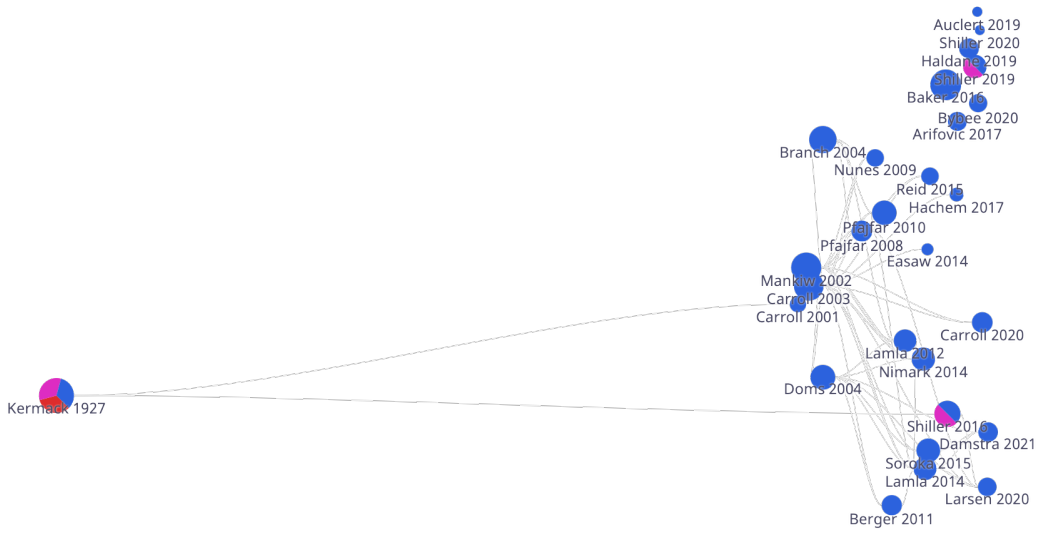 Auclert 2019
Shiller 2020
Haldane 2019
Shiller 2019
Baker 2016
Bybee 2020
Arifovic 2017
Branch 2004
Nunes 2009
Reid 2015
Hachem 2017
Pfajfar 2010
Pfajfar 2008
Easaw 2014
Mankiw 2002
Carroll 2003
Carroll 2001
Carroll 2020
Lamla 2012
Nimark 2014
Doms 2004
Kermack 1927
Shiller 2016
Damstra 2021
Soroka 2015
Lamla 2014
Larsen 2020
Berger 2011